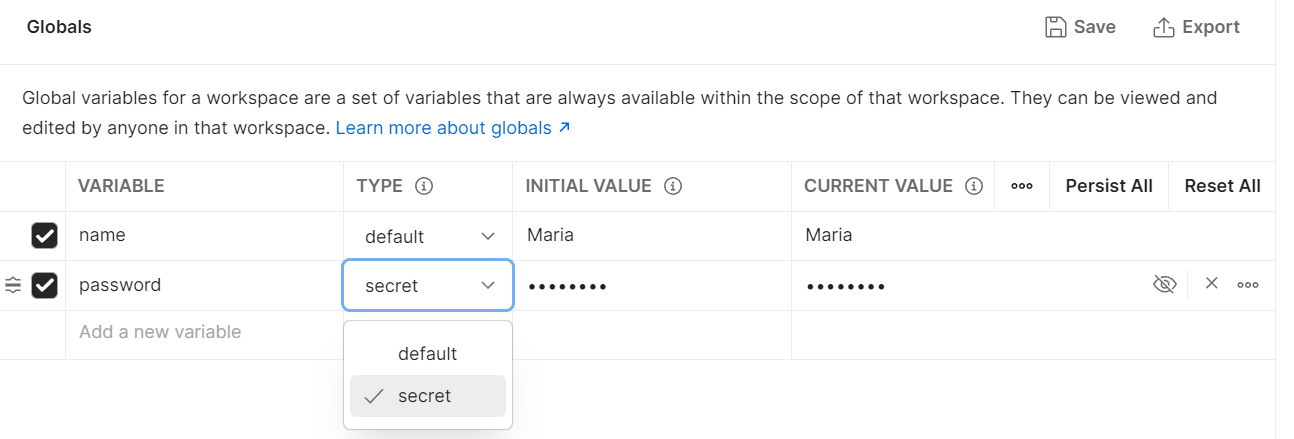 Globals
Save
Export
Global variables for a workspace are a set of variables that are always available within the scope of that workspace. They can be viewed and
edited by anyone in that workspace. Learn more about globals ↗
VARIABLE TYPE INITIAL VALUE CURRENT VALUE Persist All Reset All
name default Maria Maria
password secret •••••••• ••••••••
Add a new variable
default
secret